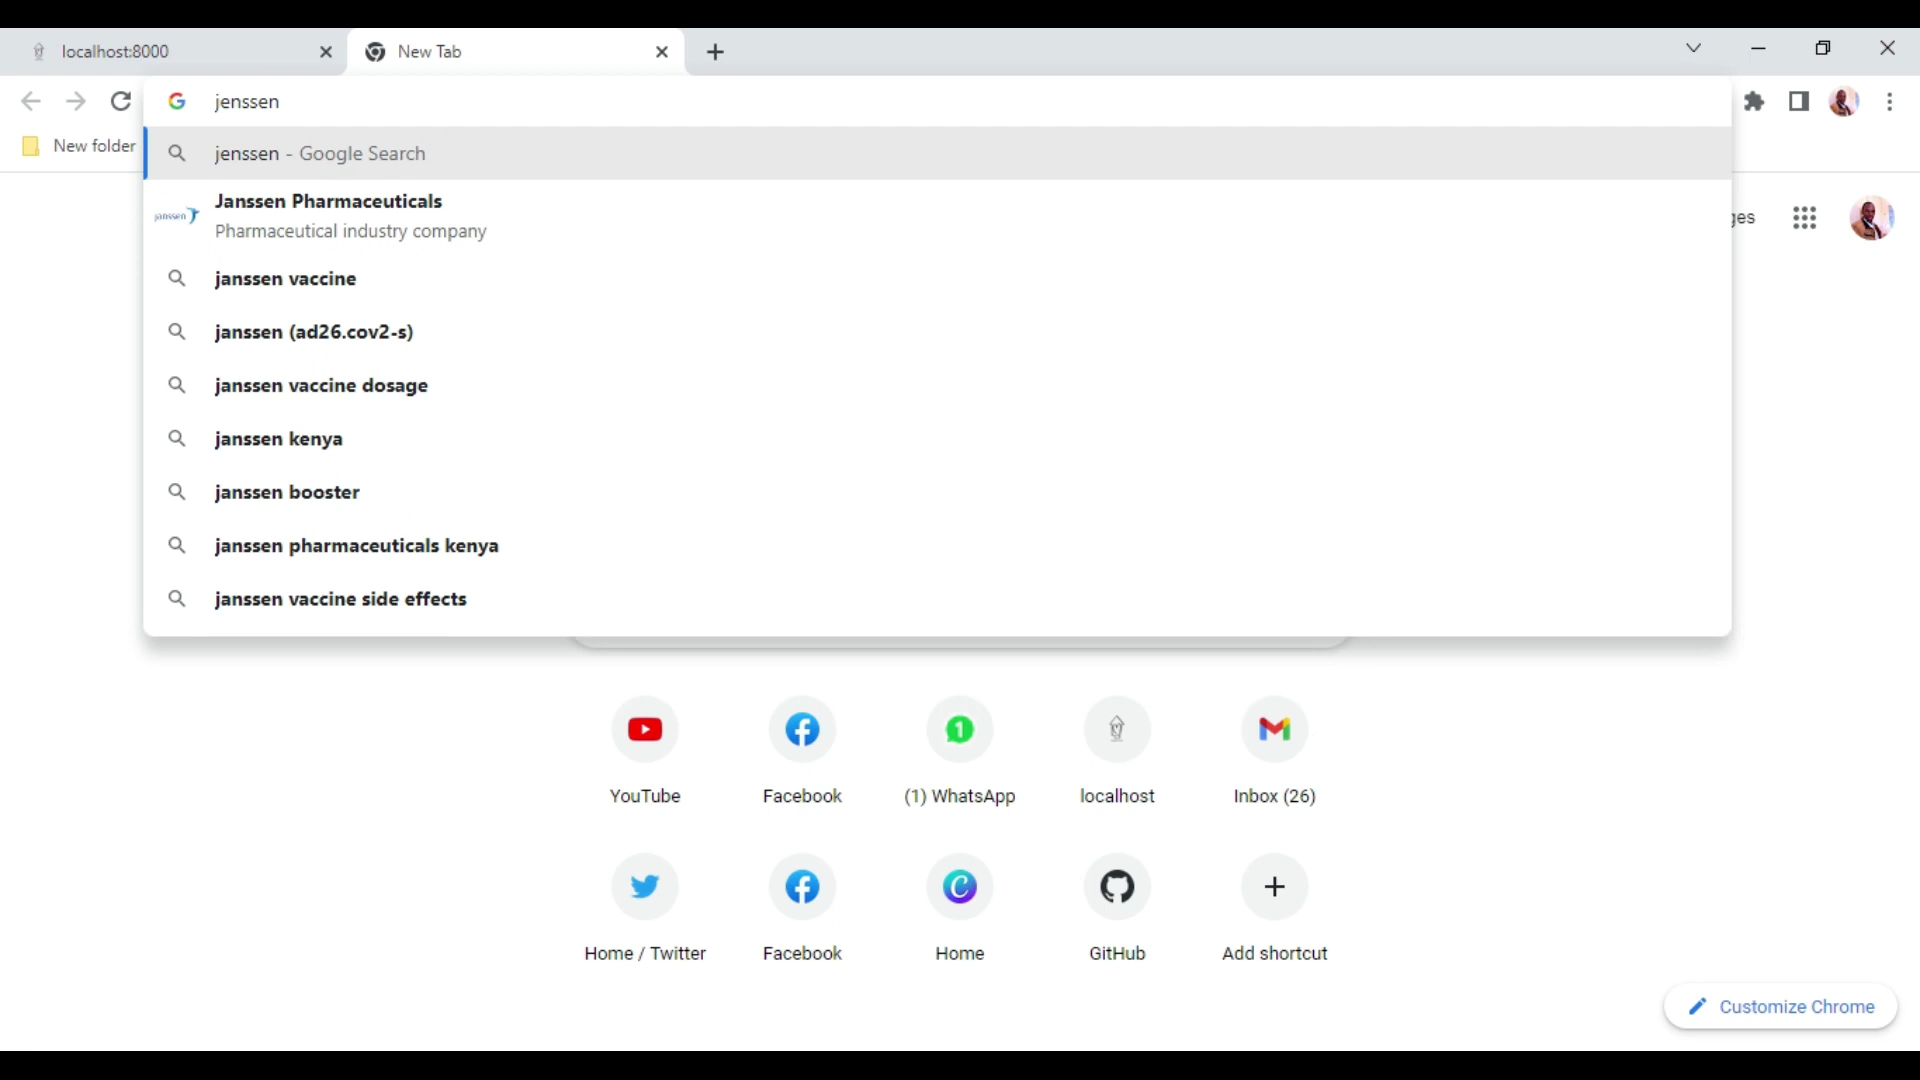 localhost:8000
New Tab
jenssen
New folder
jenssen - Google Search
janssen
Janssen Pharmaceuticals
Pharmaceutical industry company
janssen vaccine
janssen (ad26.cov2-s)
janssen vaccine dosage
janssen kenya
janssen booster
janssen pharmaceuticals kenya
janssen vaccine side effects
1
YouTube
Facebook
(1) WhatsApp
localhost
Inbox (26)
Home / Twitter
Facebook
Home
GitHub
Add shortcut
Customize Chrome